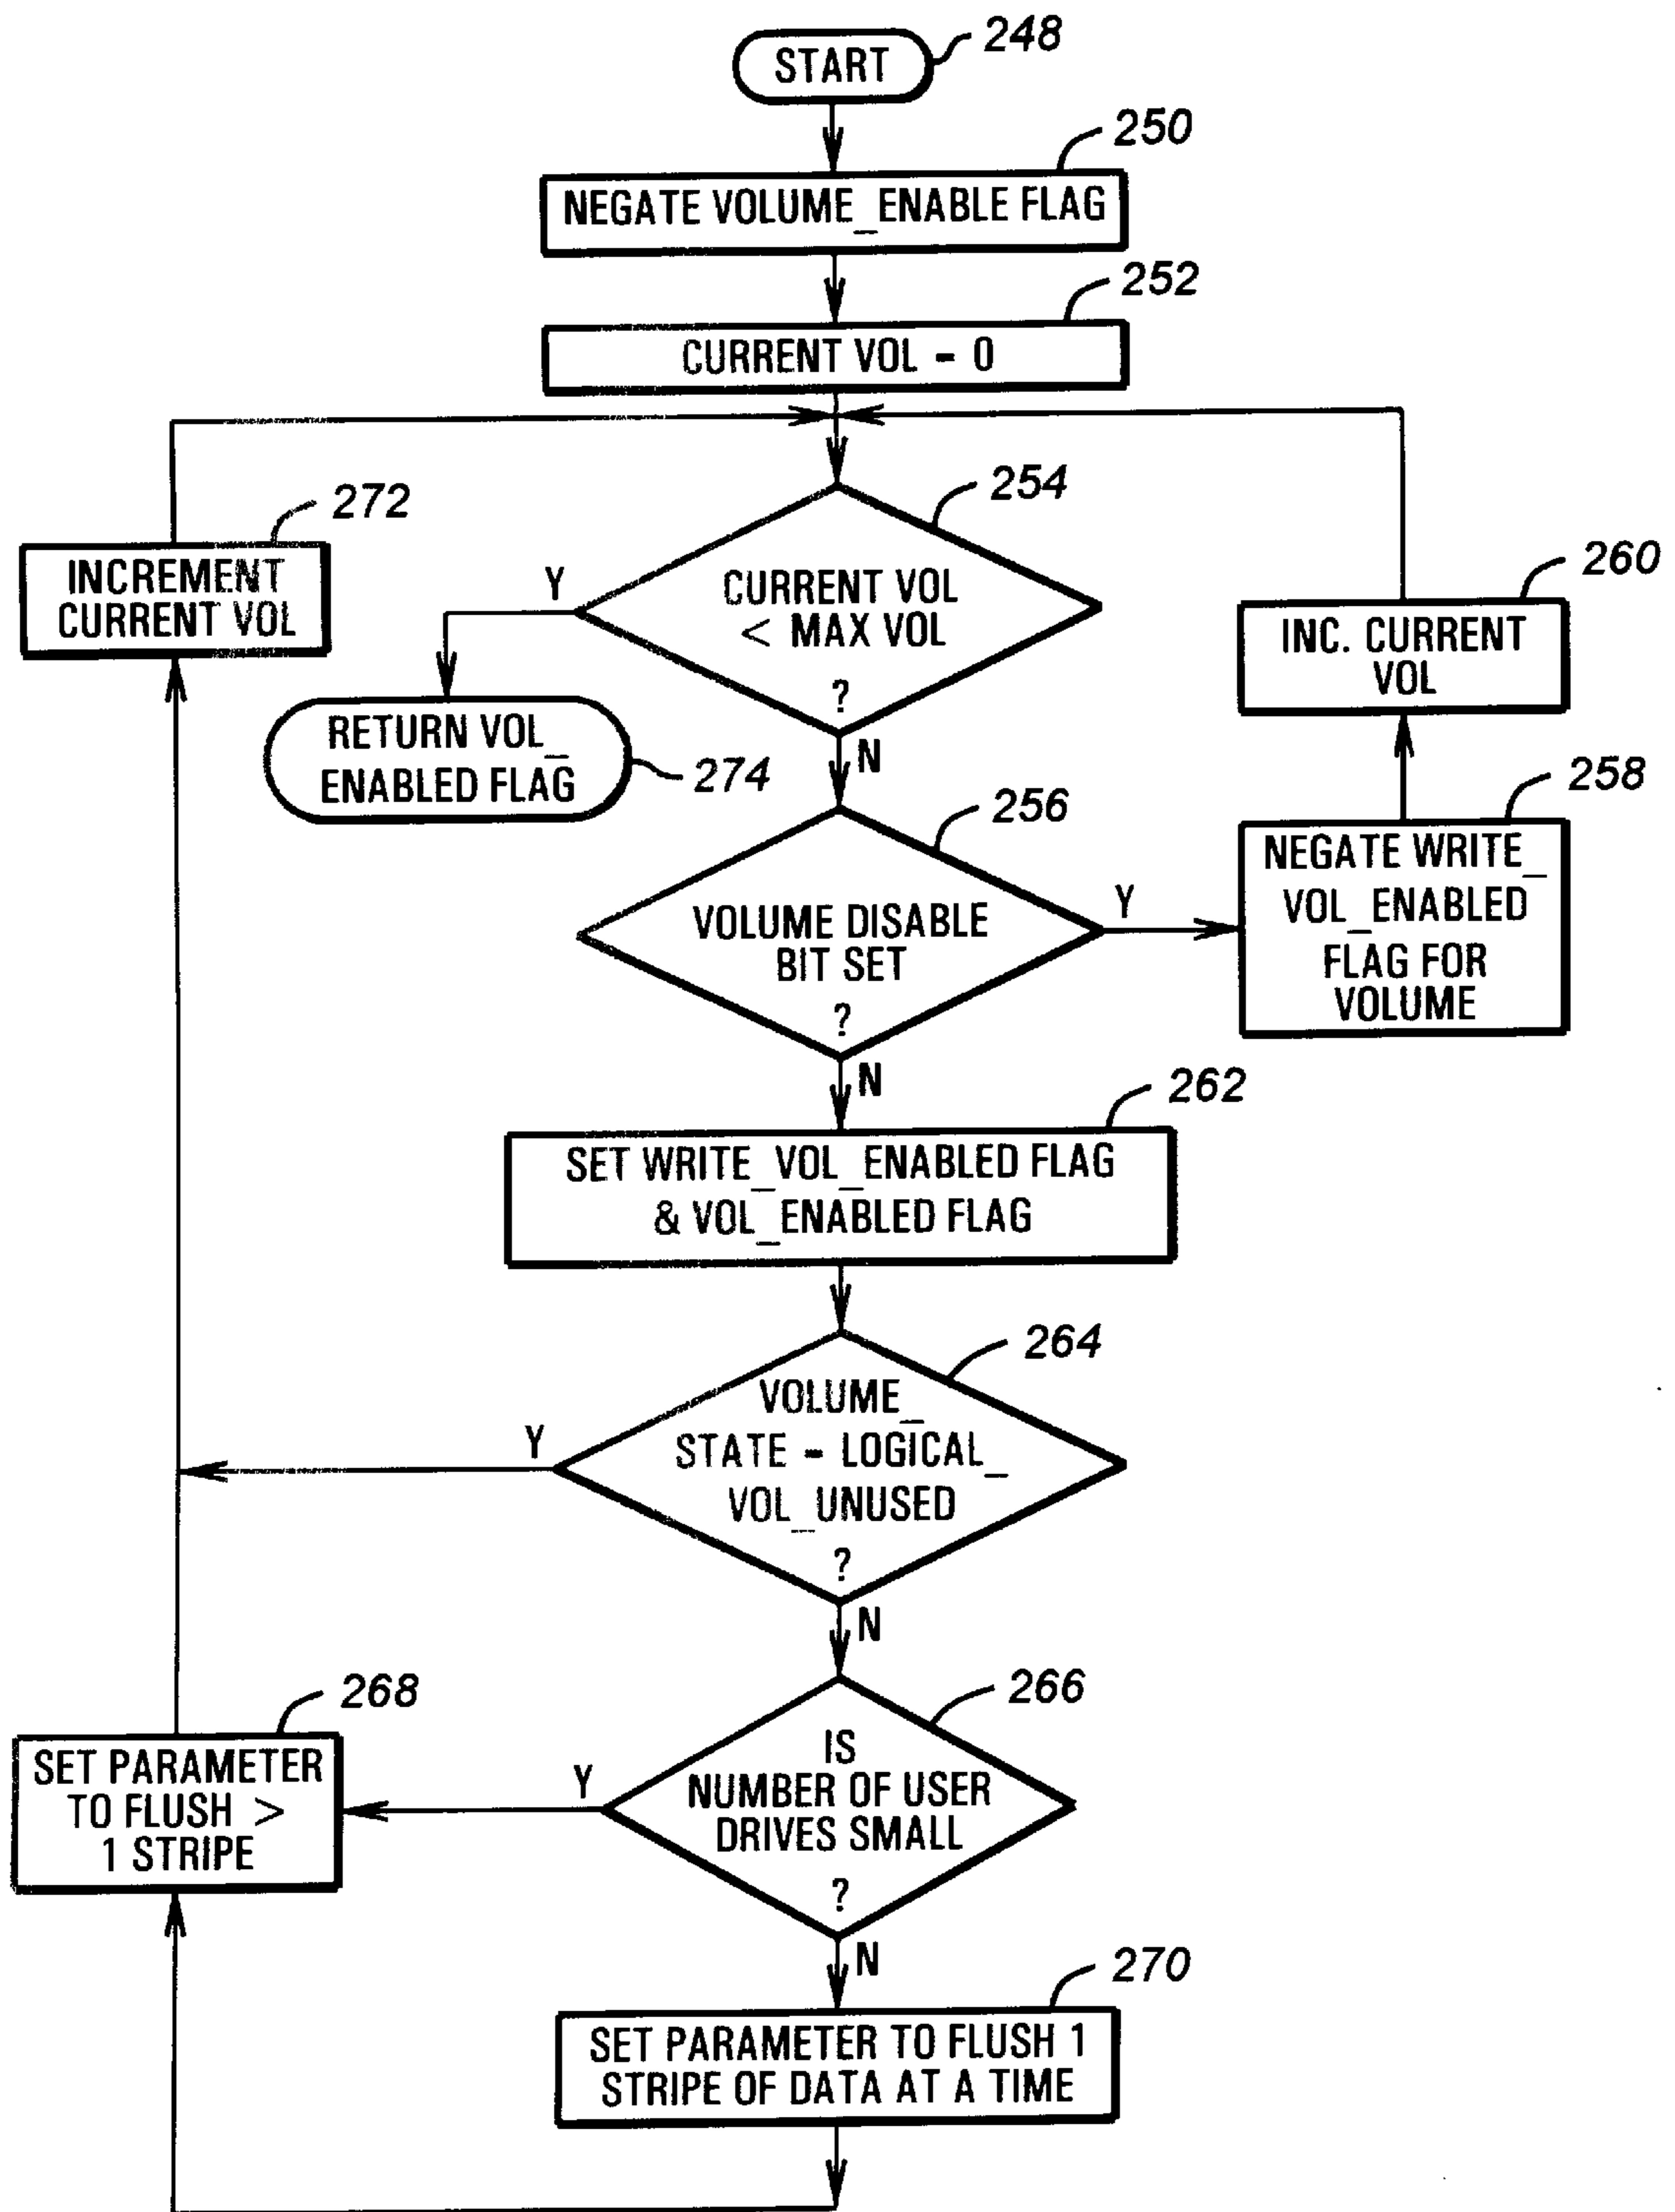 START
248
250
NEGATE VOLUME_ENABLE FLAG
252
CURRENT VOL = 0
254
CURRENT VOL
< MAX VOL
?
Y
N
272
INCREMENT
CURRENT VOL
260
INC. CURRENT
VOL
RETURN VOL_
ENABLED FLAG
274
256
VOLUME DISABLE
BIT SET
?
Y
N
258
NEGATE WRITE_
VOL_ENABLED
FLAG FOR
VOLUME
262
SET WRITE_VOL_ENABLED FLAG
& VOL_ENABLED FLAG
264
VOLUME_
STATE = LOGICAL_
VOL_UNUSED
?
Y
N
266
IS
NUMBER OF USER
DRIVES SMALL
?
Y
N
268
SET PARAMETER
TO FLUSH >
1 STRIPE
270
SET PARAMETER TO FLUSH 1
STRIPE OF DATA AT A TIME